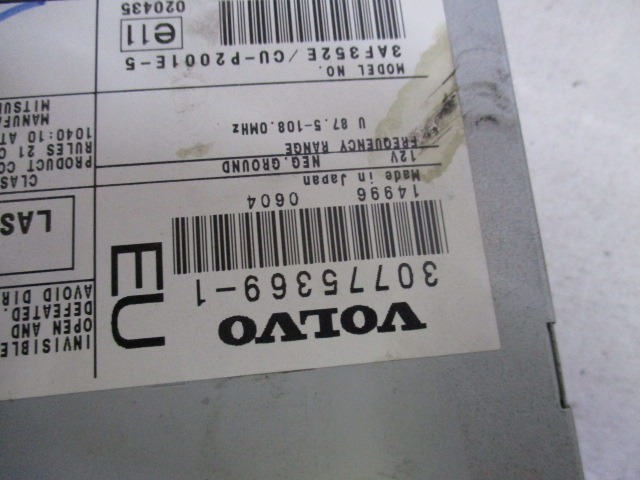 VOLVO
30775369-1
EU
14996 0604
Made in Japan
12V NEG.GROUND
FREQUENCY RANGE
U 87.5-108.0MHz
MODEL NO.
3AF352E/CU-P2001E-5
e11
020435
INVISIBLE
OPEN AND
DEFEATED.
AVOID DIR
LAS
CLAS
PRODUCT CO
RULES 21 C
1040:10 AT
MANUFA
MITSU